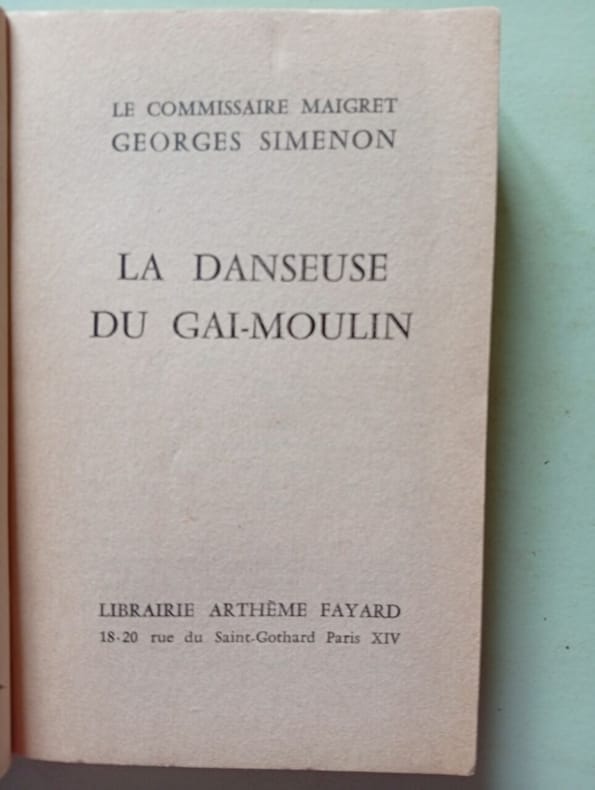 LE COMMISSAIRE MAIGRET
GEORGES SIMENON
LA DANSEUSE
DU GAI-MOULIN
LIBRAIRIE ARTHÈME FAYARD
18-20 rue du Saint-Gothard Paris XIV